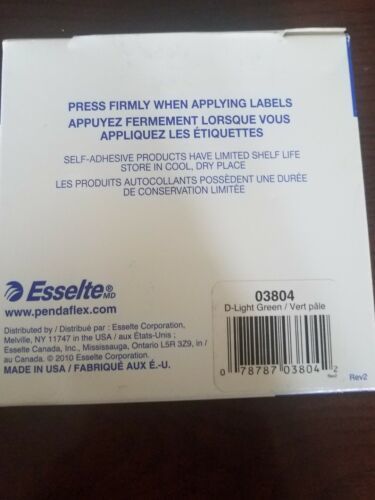 PRESS FIRMLY WHEN APPLYING LABELS
APPUYEZ FERMEMENT LORSQUE VOUS
APPLIQUEZ LES ÉTIQUETTES
SELF-ADHESIVE PRODUCTS HAVE LIMITED SHELF LIFE
STORE IN COOL, DRY PLACE
LES PRODUITS AUTOCOLLANTS POSSÈDENT UNE DURÉE
DE CONSERVATION LIMITÉE
Esselte® MD
www.pendaflex.com
Distributed by / Distribué par : Esselte Corporation,
Melville, NY 11747 in the USA / aux États-Unis ;
Esselte Canada, Inc., Mississauga, Ontario L5R 3Z9, in /
au Canada. © 2010 Esselte Corporation.
MADE IN USA / FABRIQUÉ AUX É.-U.
03804
D-Light Green / Vert pâle
0 78787 03804 2
Rev2
Rev2